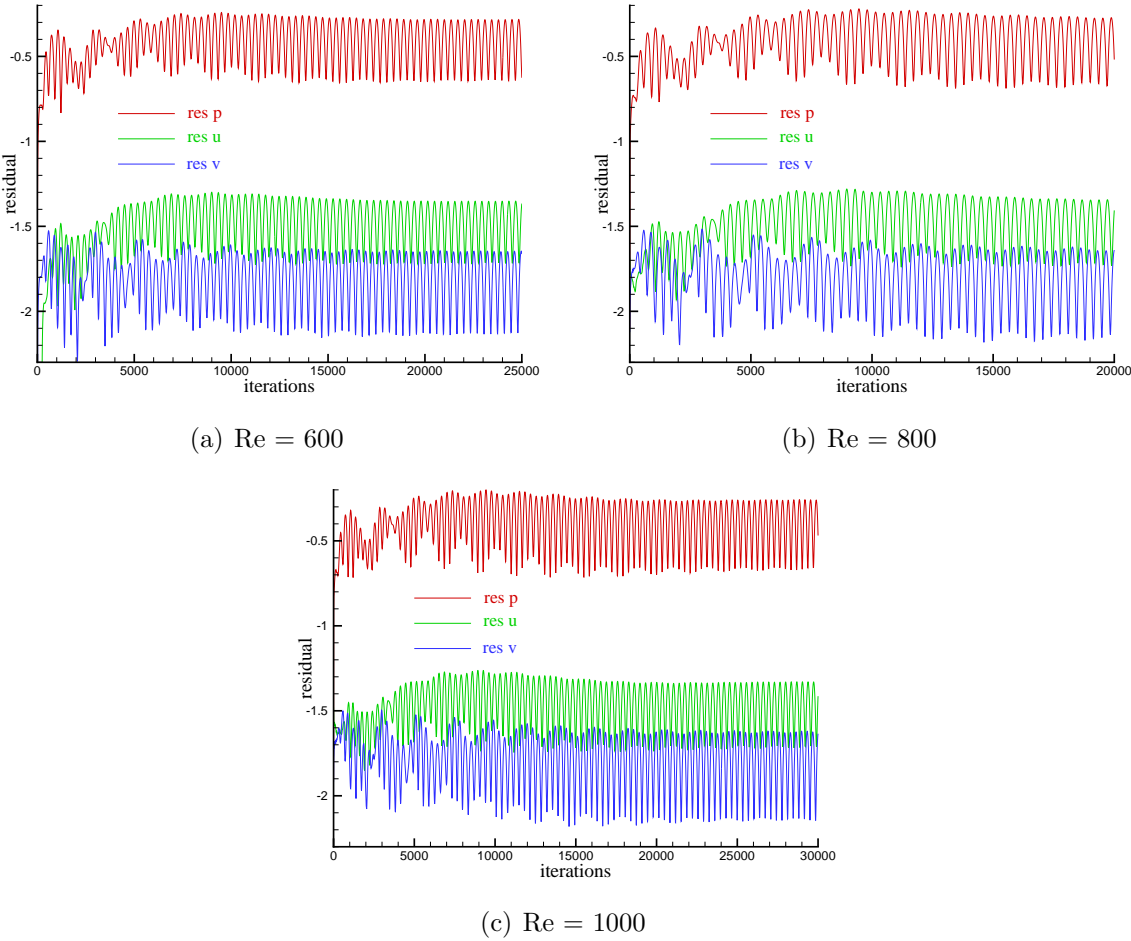 -0.5
-1
-1.5
-2
residual
res p
res u
res v
0 5000 10000 15000 20000 25000
iterations
(a) Re = 600
-0.5
-1
-1.5
-2
residual
res p
res u
res v
0 5000 10000 15000 20000
iterations
(b) Re = 800
-0.5
-1
-1.5
-2
residual
res p
res u
res v
0 5000 10000 15000 20000 25000 30000
iterations
(c) Re = 1000